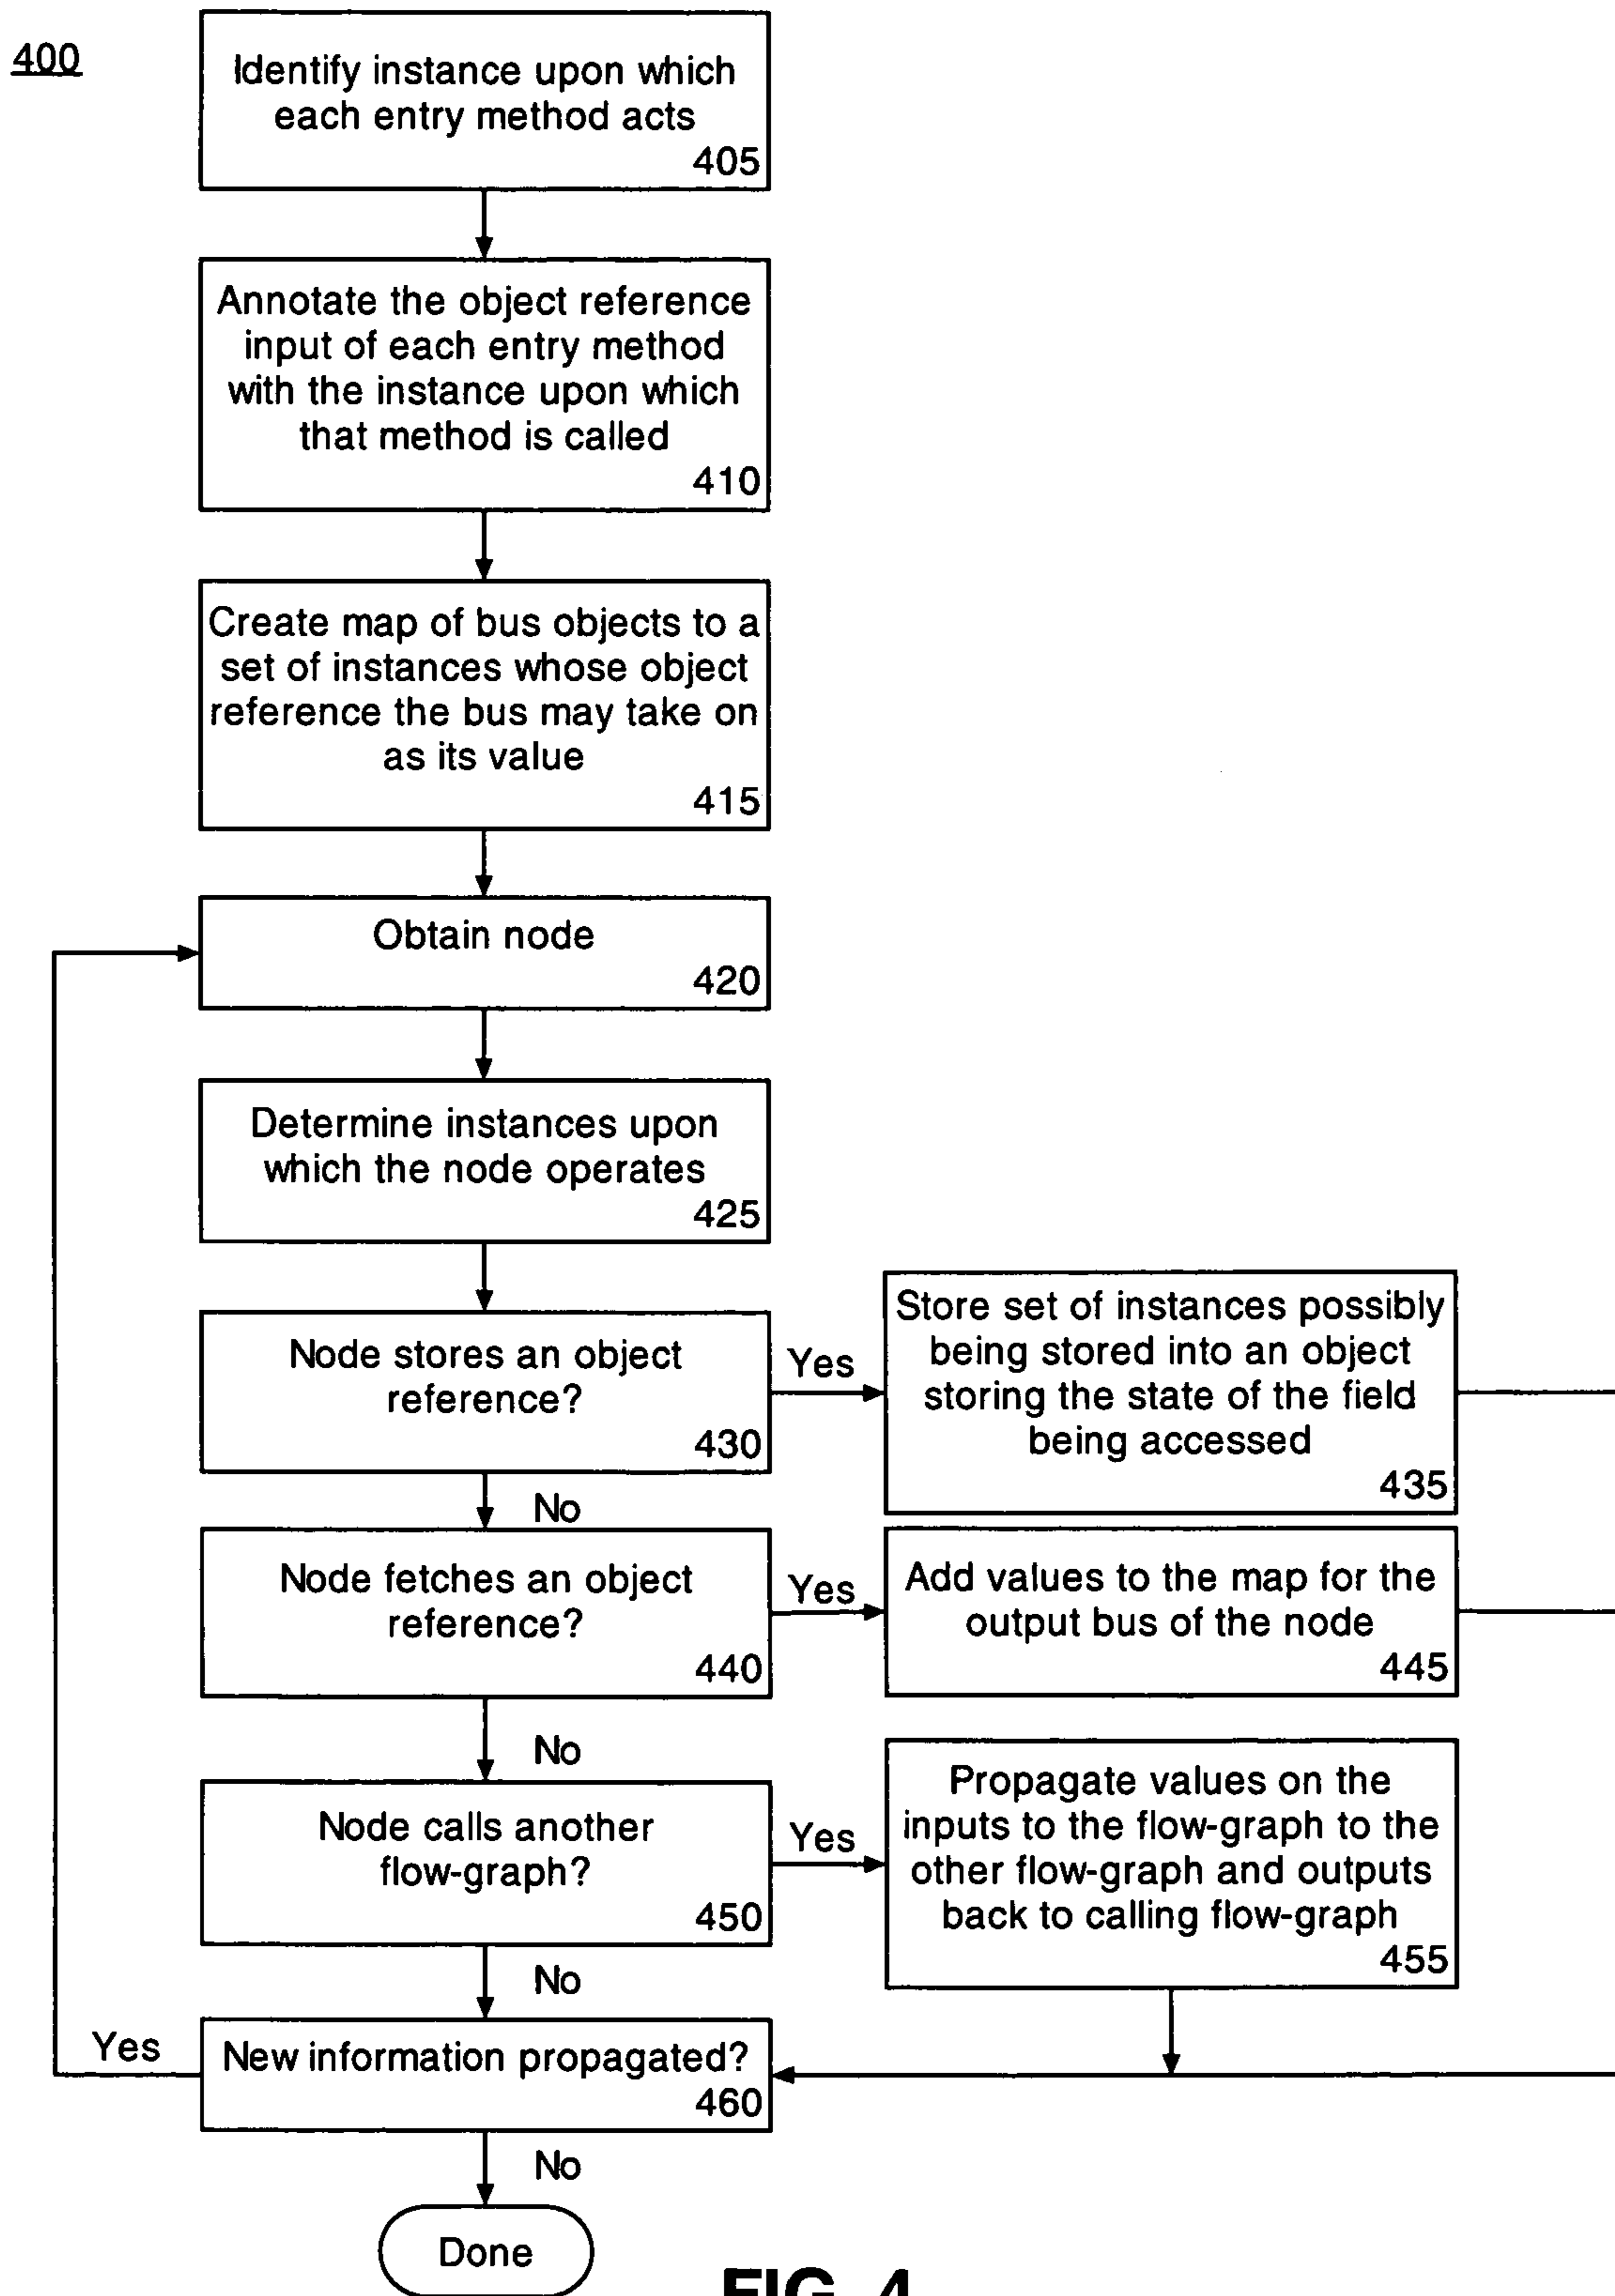 400
Identify instance upon which
each entry method acts
405
Annotate the object reference
input of each entry method
with the instance upon which
that method is called
410
Create map of bus objects to a
set of instances whose object
reference the bus may take on
as its value
415
Obtain node
420
Determine instances upon
which the node operates
425
Node stores an object
reference?
430
Yes
Store set of instances possibly
being stored into an object
storing the state of the field
being accessed
435
No
Node fetches an object
reference?
440
Yes
Add values to the map for the
output bus of the node
445
No
Node calls another
flow-graph?
450
Yes
Propagate values on the
inputs to the flow-graph to the
other flow-graph and outputs
back to calling flow-graph
455
No
Yes
New information propagated?
460
No
Done
FIG. 4